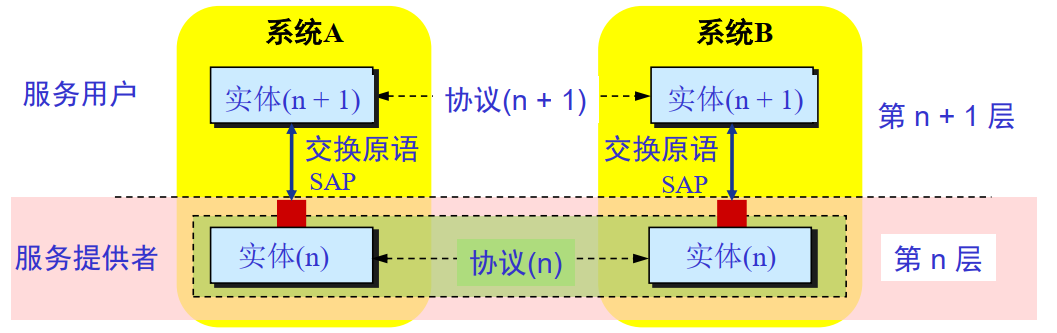 系统A
系统B
服务用户
实体(n + 1)
协议(n + 1)
实体(n + 1)
第 n + 1 层
交换原语
SAP
交换原语
SAP
服务提供者
实体(n)
协议(n)
实体(n)
第 n 层